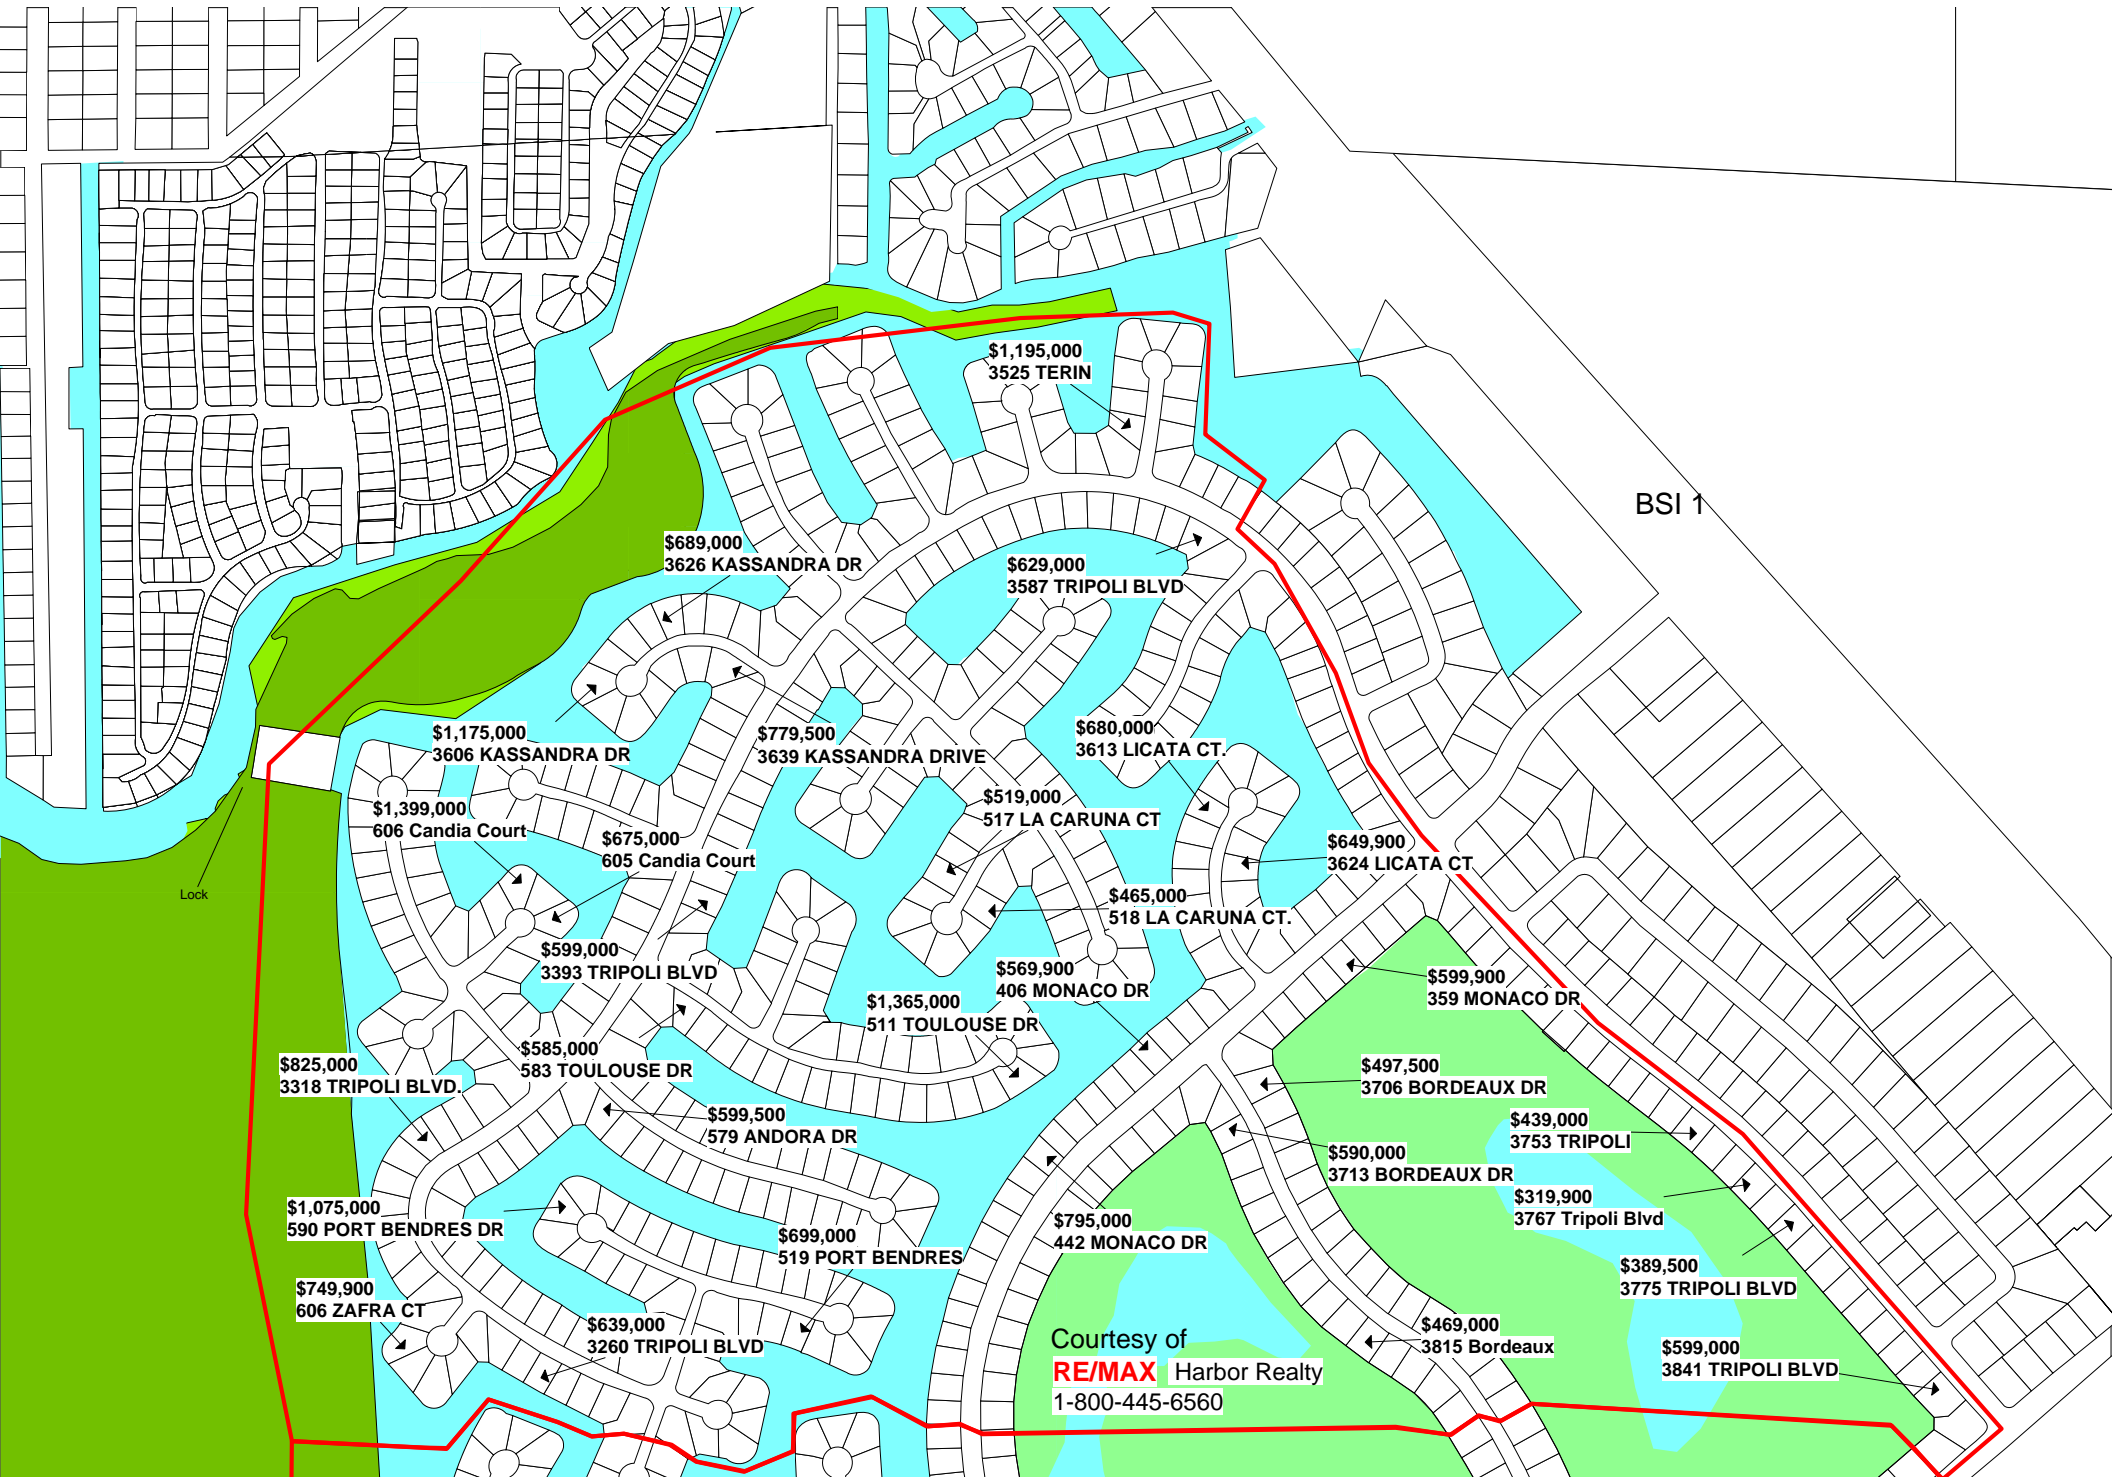 $1,195,000
3525 TERIN
BSI 1
$689,000
3626 KASSANDRA DR
$629,000
3587 TRIPOLI BLVD
$1,175,000
3606 KASSANDRA DR
$779,500
3639 KASSANDRA DRIVE
$680,000
3613 LICATA CT.
$1,399,000
606 Candia Court
$519,000
517 LA CARUNA CT
$675,000
605 Candia Court
$649,900
3624 LICATA CT
Lock
$465,000
518 LA CARUNA CT.
$599,000
3393 TRIPOLI BLVD
$569,900
406 MONACO DR
$599,900
359 MONACO DR
$1,365,000
511 TOULOUSE DR
$585,000
583 TOULOUSE DR
$825,000
3318 TRIPOLI BLVD.
$497,500
3706 BORDEAUX DR
$599,500
579 ANDORA DR
$439,000
3753 TRIPOLI
$590,000
3713 BORDEAUX DR
$319,900
3767 Tripoli Blvd
$1,075,000
590 PORT BENDRES DR
$795,000
442 MONACO DR
$699,000
519 PORT BENDRES
$389,500
3775 TRIPOLI BLVD
$749,900
606 ZAFRA CT
$639,000
3260 TRIPOLI BLVD
$469,000
3815 Bordeaux
$599,000
3841 TRIPOLI BLVD
Courtesy of
RE/MAX Harbor Realty
1-800-445-6560